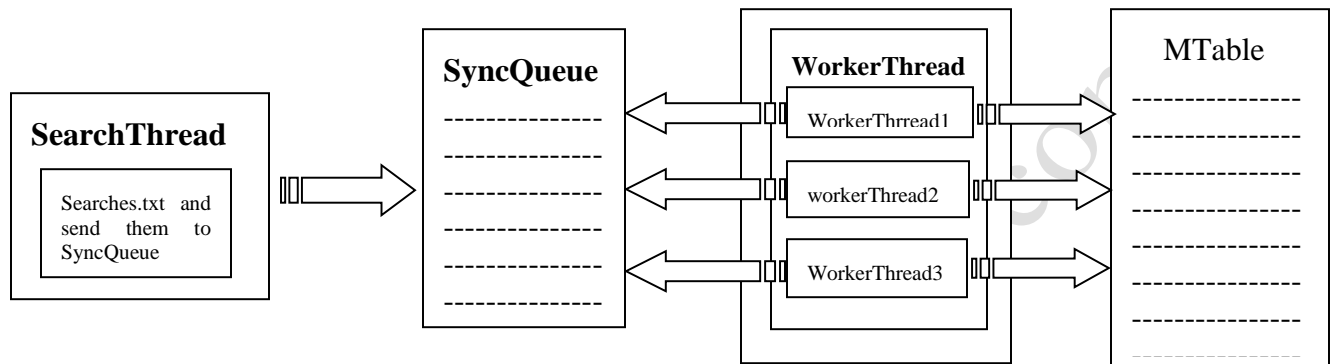 SearchThread
Searches.txt and
send them to
SyncQueue
SyncQueue
WorkerThread
WorkerThrread1
workerThread2
WorkerThread3
MTable